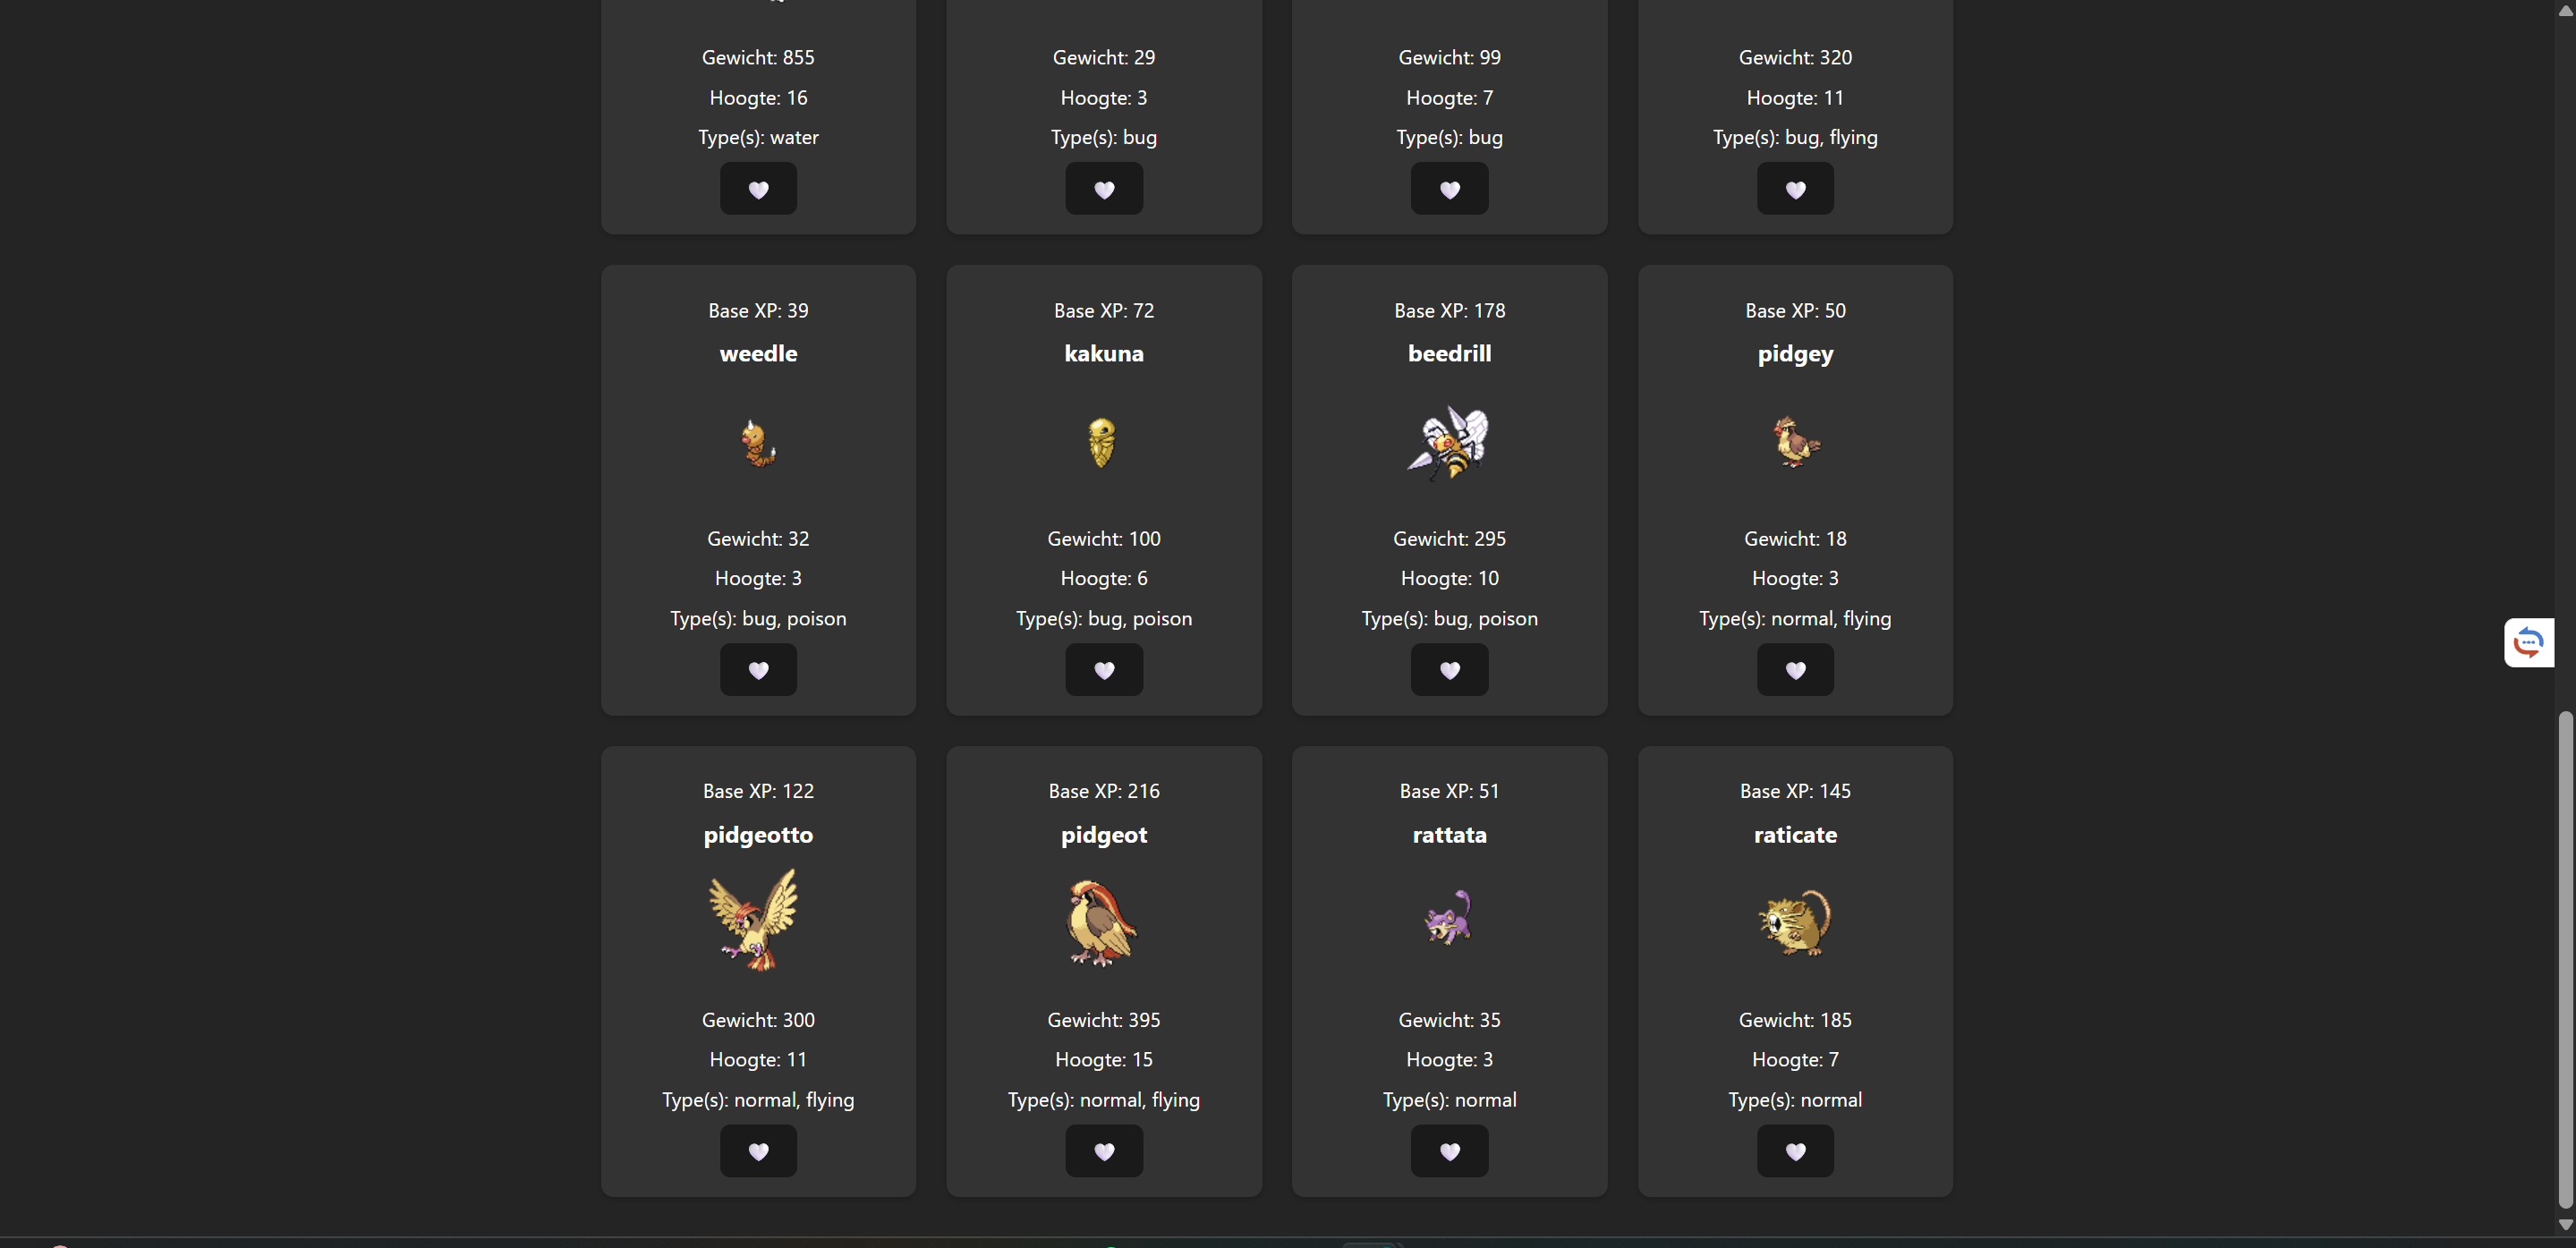 Gewicht: 855
Hoogte: 16
Type(s): water
Gewicht: 29
Hoogte: 3
Type(s): bug
Gewicht: 99
Hoogte: 7
Type(s): bug
Gewicht: 320
Hoogte: 11
Type(s): bug, flying
Base XP: 39
weedle
Gewicht: 32
Hoogte: 3
Type(s): bug, poison
Base XP: 72
kakuna
Gewicht: 100
Hoogte: 6
Type(s): bug, poison
Base XP: 178
beedrill
Gewicht: 295
Hoogte: 10
Type(s): bug, poison
Base XP: 50
pidgey
Gewicht: 18
Hoogte: 3
Type(s): normal, flying
Base XP: 122
pidgeotto
Gewicht: 300
Hoogte: 11
Type(s): normal, flying
Base XP: 216
pidgeot
Gewicht: 395
Hoogte: 15
Type(s): normal, flying
Base XP: 51
rattata
Gewicht: 35
Hoogte: 3
Type(s): normal
Base XP: 145
raticate
Gewicht: 185
Hoogte: 7
Type(s): normal